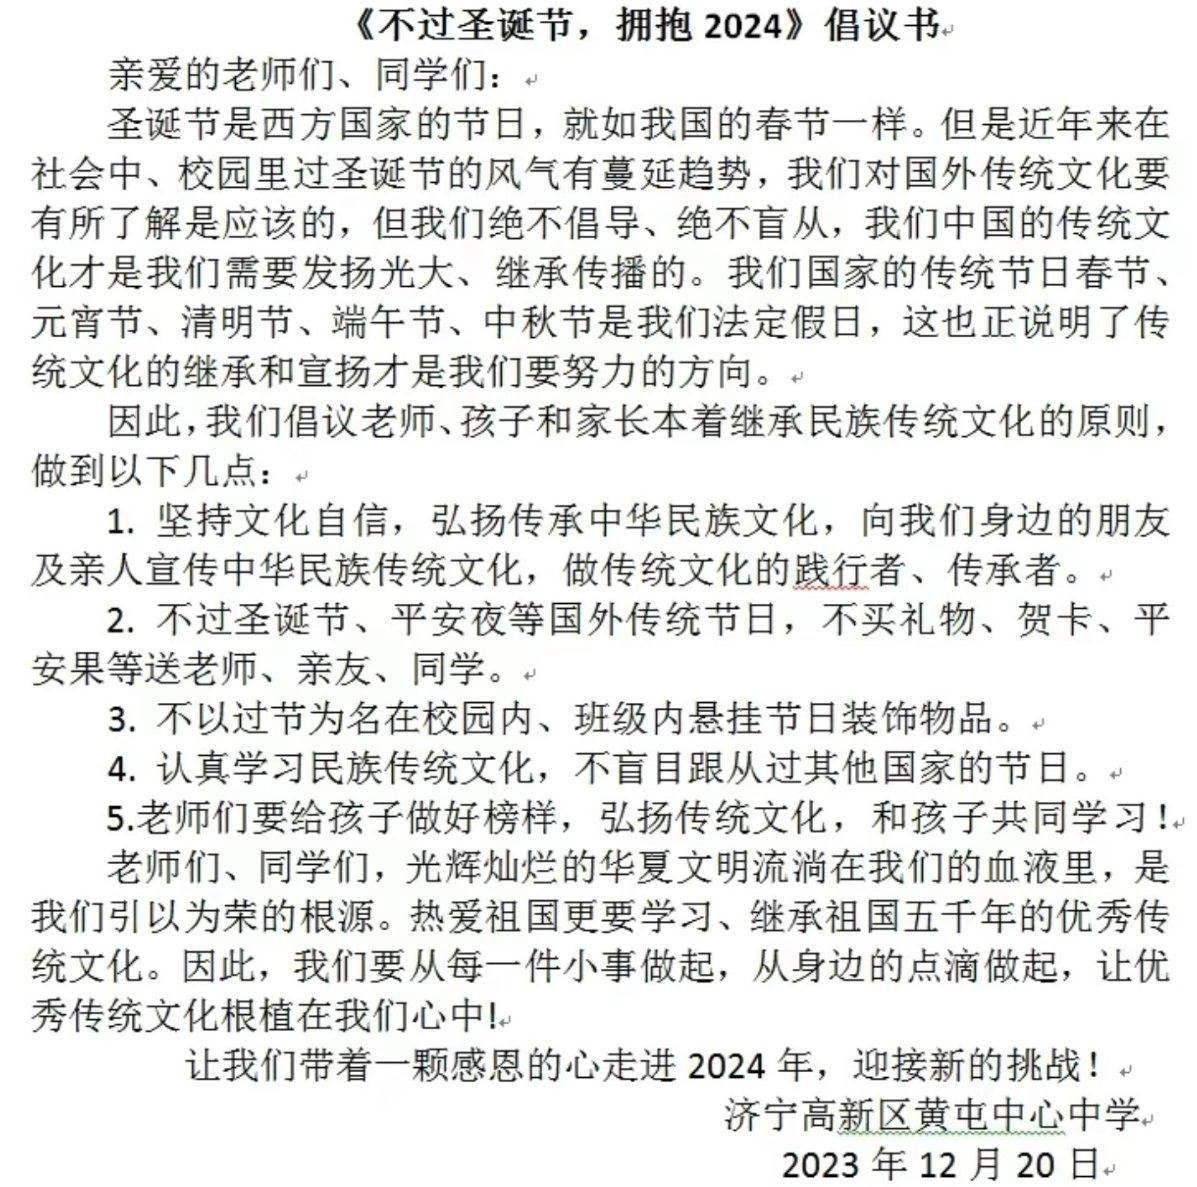 《不过圣诞节，拥抱 2024》倡议书
亲爱的老师们、同学们：
圣诞节是西方国家的节日，就如我国的春节一样。但是近年来在
社会中、校园里过圣诞节的风气有蔓延趋势，我们对国外传统文化要
有所了解是应该的，但我们绝不倡导、绝不盲从，我们中国的传统文
化才是我们需要发扬光大、继承传播的。我们国家的传统节日春节、
元宵节、清明节、端午节、中秋节是我们法定假日，这也正说明了传
统文化的继承和宣扬才是我们要努力的方向。
因此，我们倡议老师、孩子和家长本着继承民族传统文化的原则，
做到以下几点：
1. 坚持文化自信，弘扬传承中华民族文化，向我们身边的朋友
及亲人宣传中华民族传统文化，做传统文化的践行者、传承者。
2. 不过圣诞节、平安夜等国外传统节日，不买礼物、贺卡、平
安果等送老师、亲友、同学。
3. 不以过节为名在校园内、班级内悬挂节日装饰物品。
4. 认真学习民族传统文化，不盲目跟从过其他国家的节日。
5.老师们要给孩子做好榜样，弘扬传统文化，和孩子共同学习！
老师们、同学们，光辉灿烂的华夏文明流淌在我们的血液里，是
我们引以为荣的根源。热爱祖国更要学习、继承祖国五千年的优秀传
统文化。因此，我们要从每一件小事做起，从身边的点滴做起，让优
秀传统文化根植在我们心中!
让我们带着一颗感恩的心走进 2024 年，迎接新的挑战！
济宁高新区黄屯中心中学
2023 年 12 月 20 日